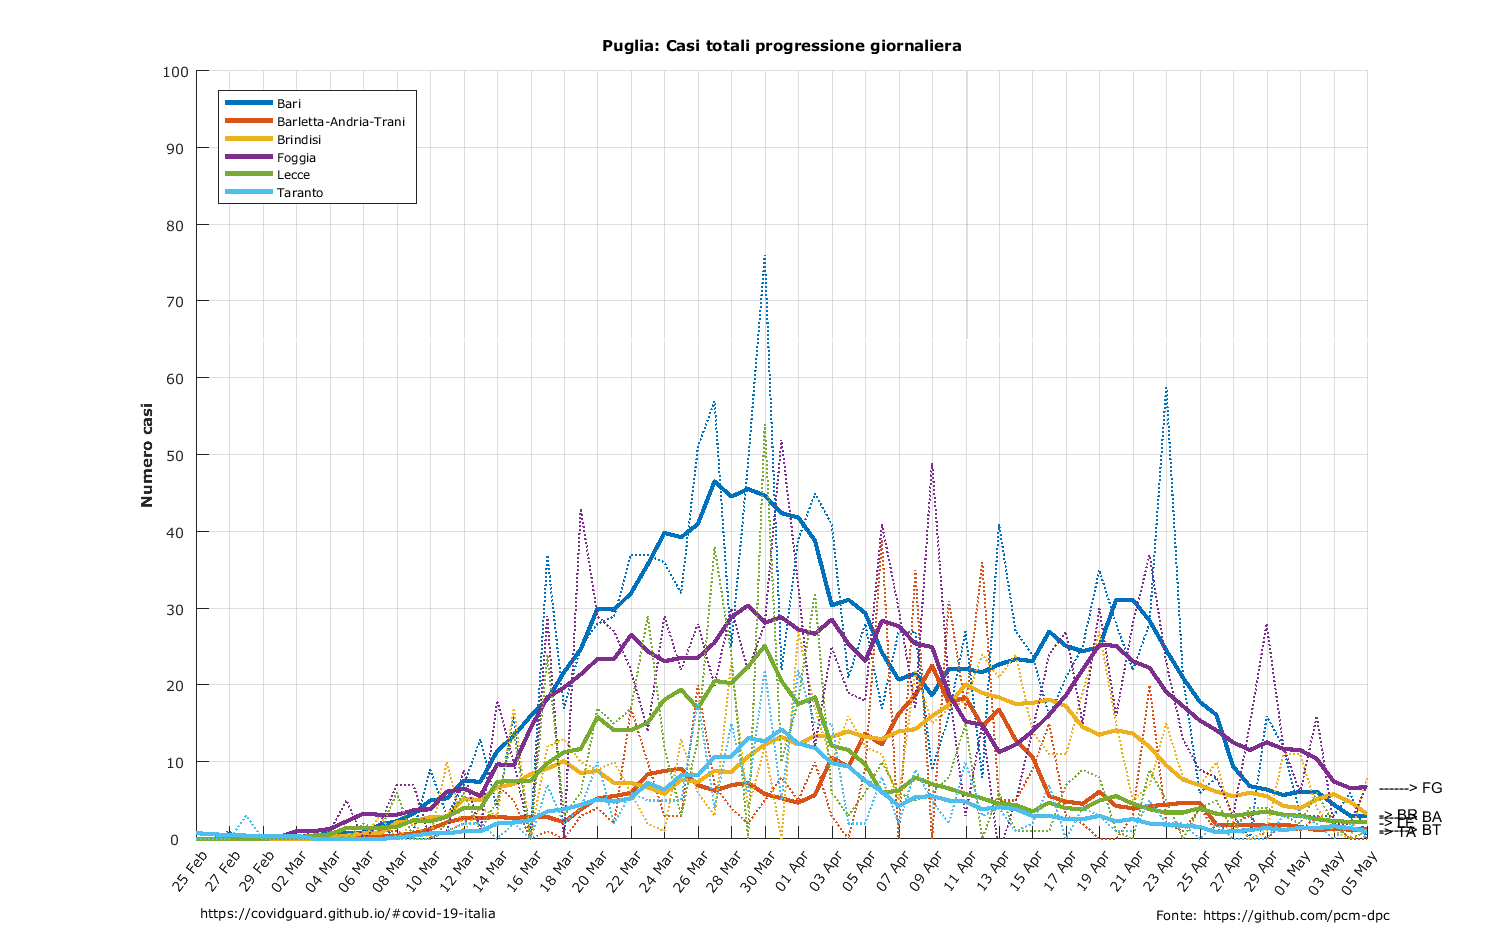 Puglia: Casi totali progressione giornaliera
Numero casi
100
90
80
70
60
50
40
30
20
10
0
Bari
Barletta-Andria-Trani
Brindisi
Foggia
Lecce
Taranto
25 Feb
27 Feb
29 Feb
02 Mar
04 Mar
06 Mar
08 Mar
10 Mar
12 Mar
14 Mar
16 Mar
18 Mar
20 Mar
22 Mar
24 Mar
26 Mar
28 Mar
30 Mar
01 Apr
03 Apr
05 Apr
07 Apr
09 Apr
11 Apr
13 Apr
15 Apr
17 Apr
19 Apr
21 Apr
23 Apr
25 Apr
27 Apr
29 Apr
01 May
03 May
05 May
------> FG
-> BR
---> BA
-> LE
---> BT
-> TA
https://covidguard.github.io/#covid-19-italia
Fonte: https://github.com/pcm-dpc